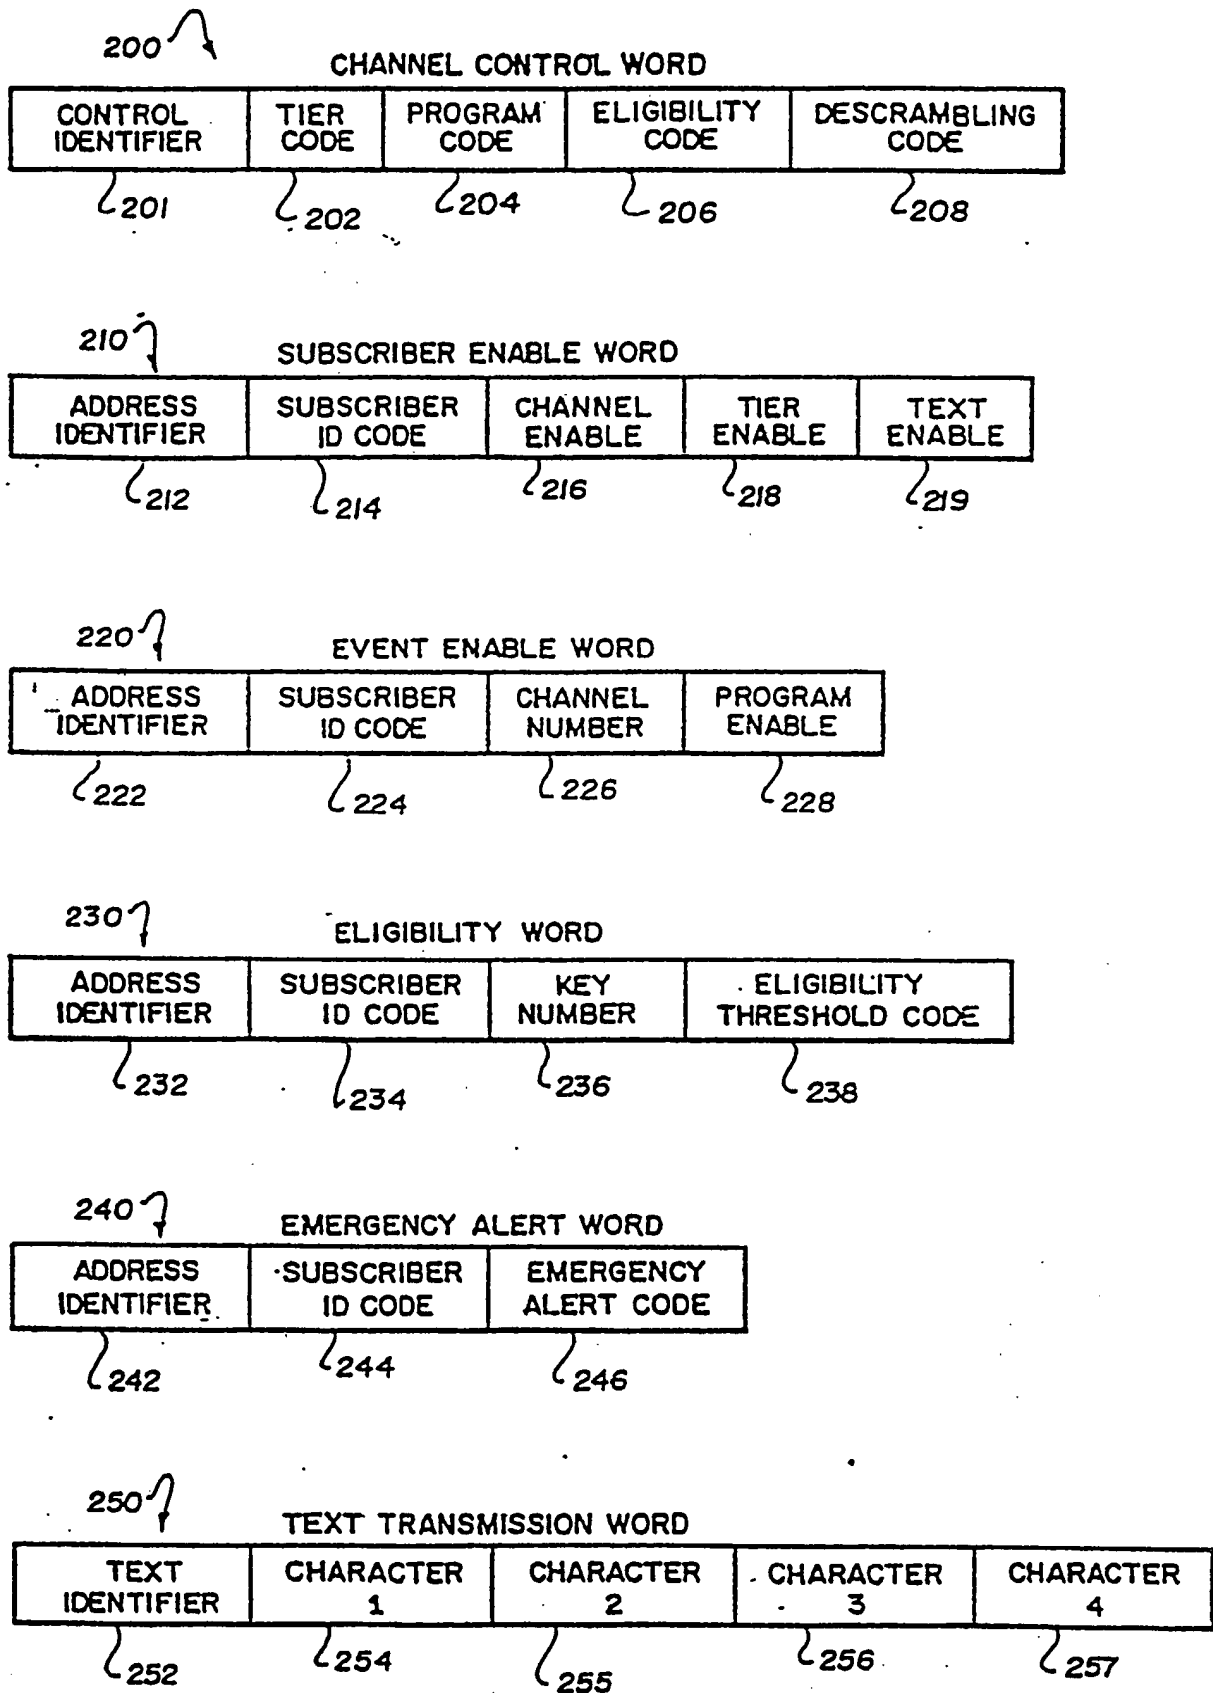 200
CHANNEL CONTROL WORD
CONTROL IDENTIFIER
TIER CODE
PROGRAM CODE
ELIGIBILITY CODE
DESCRAMBLING CODE
201
202
204
206
208
210
SUBSCRIBER ENABLE WORD
ADDRESS IDENTIFIER
SUBSCRIBER ID CODE
CHANNEL ENABLE
TIER ENABLE
TEXT ENABLE
212
214
216
218
219
220
EVENT ENABLE WORD
ADDRESS IDENTIFIER
SUBSCRIBER ID CODE
CHANNEL NUMBER
PROGRAM ENABLE
222
224
226
228
230
ELIGIBILITY WORD
ADDRESS IDENTIFIER
SUBSCRIBER ID CODE
KEY NUMBER
ELIGIBILITY THRESHOLD CODE
232
234
236
238
240
EMERGENCY ALERT WORD
ADDRESS IDENTIFIER
SUBSCRIBER ID CODE
EMERGENCY ALERT CODE
242
244
246
250
TEXT TRANSMISSION WORD
TEXT IDENTIFIER
CHARACTER 1
CHARACTER 2
CHARACTER 3
CHARACTER 4
252
254
255
256
257